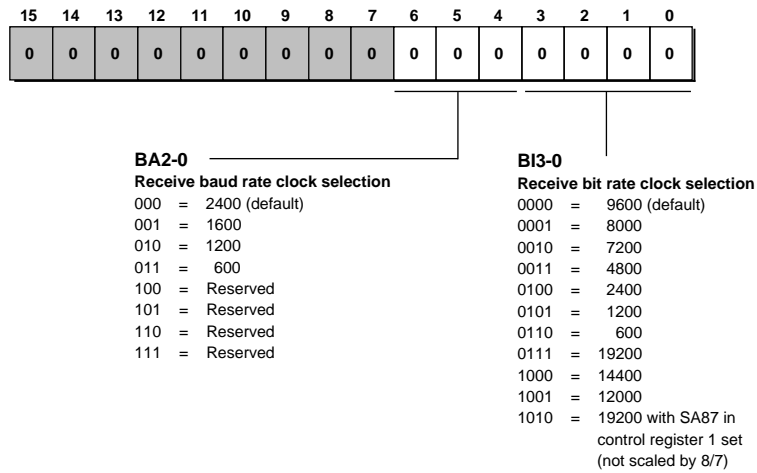 15 14 13 12 11 10 9 8 7 6 5 4 3 2 1 0
0 0 0 0 0 0 0 0 0 0 0 0 0 0 0 0
BA2-0
Receive baud rate clock selection
000 = 2400 (default)
001 = 1600
010 = 1200
011 = 600
100 = Reserved
101 = Reserved
110 = Reserved
111 = Reserved
BI3-0
Receive bit rate clock selection
0000 = 9600 (default)
0001 = 8000
0010 = 7200
0011 = 4800
0100 = 2400
0101 = 1200
0110 = 600
0111 = 19200
1000 = 14400
1001 = 12000
1010 = 19200 with SA87 in
control register 1 set
(not scaled by 8/7)